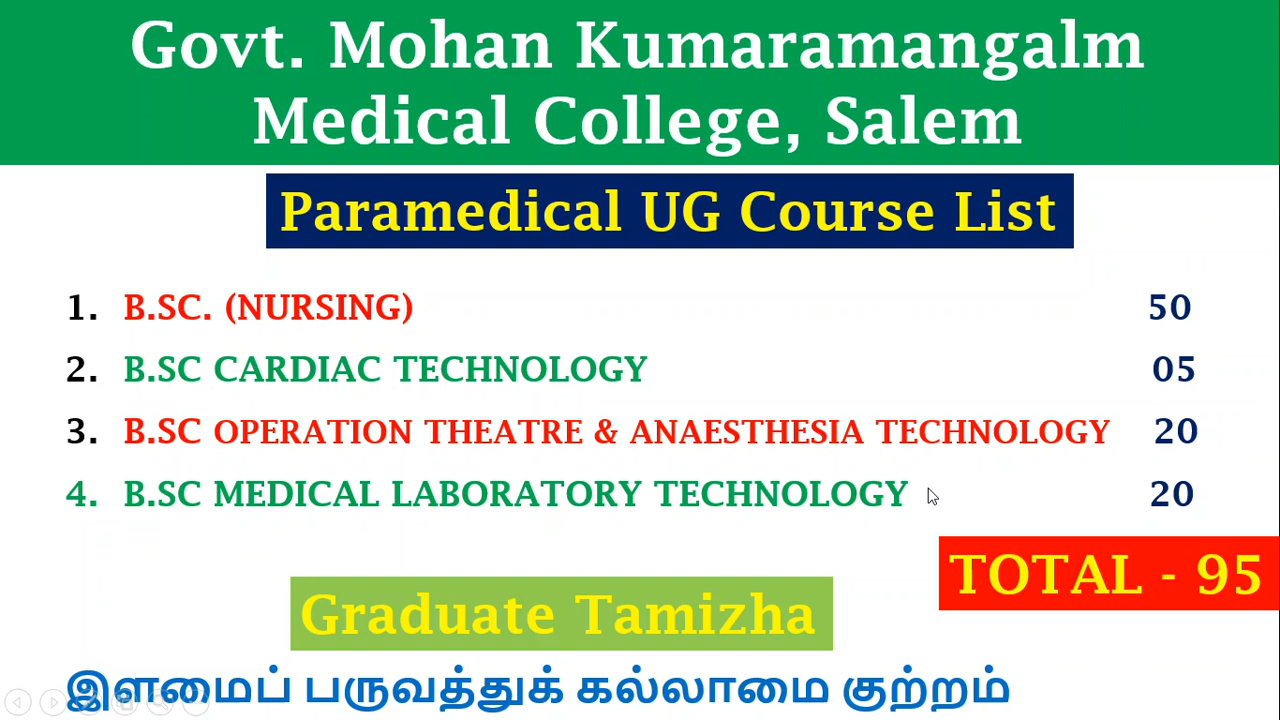 Govt. Mohan Kumaramangalm
Medical College, Salem
Paramedical UG Course List
1. B.SC. (NURSING) 50
2. B.SC CARDIAC TECHNOLOGY 05
3. B.SC OPERATION THEATRE & ANAESTHESIA TECHNOLOGY 20
4. B.SC MEDICAL LABORATORY TECHNOLOGY 20
TOTAL - 95
Graduate Tamizha
இளமைப் பருவத்துக் கல்லாமை குற்றம்